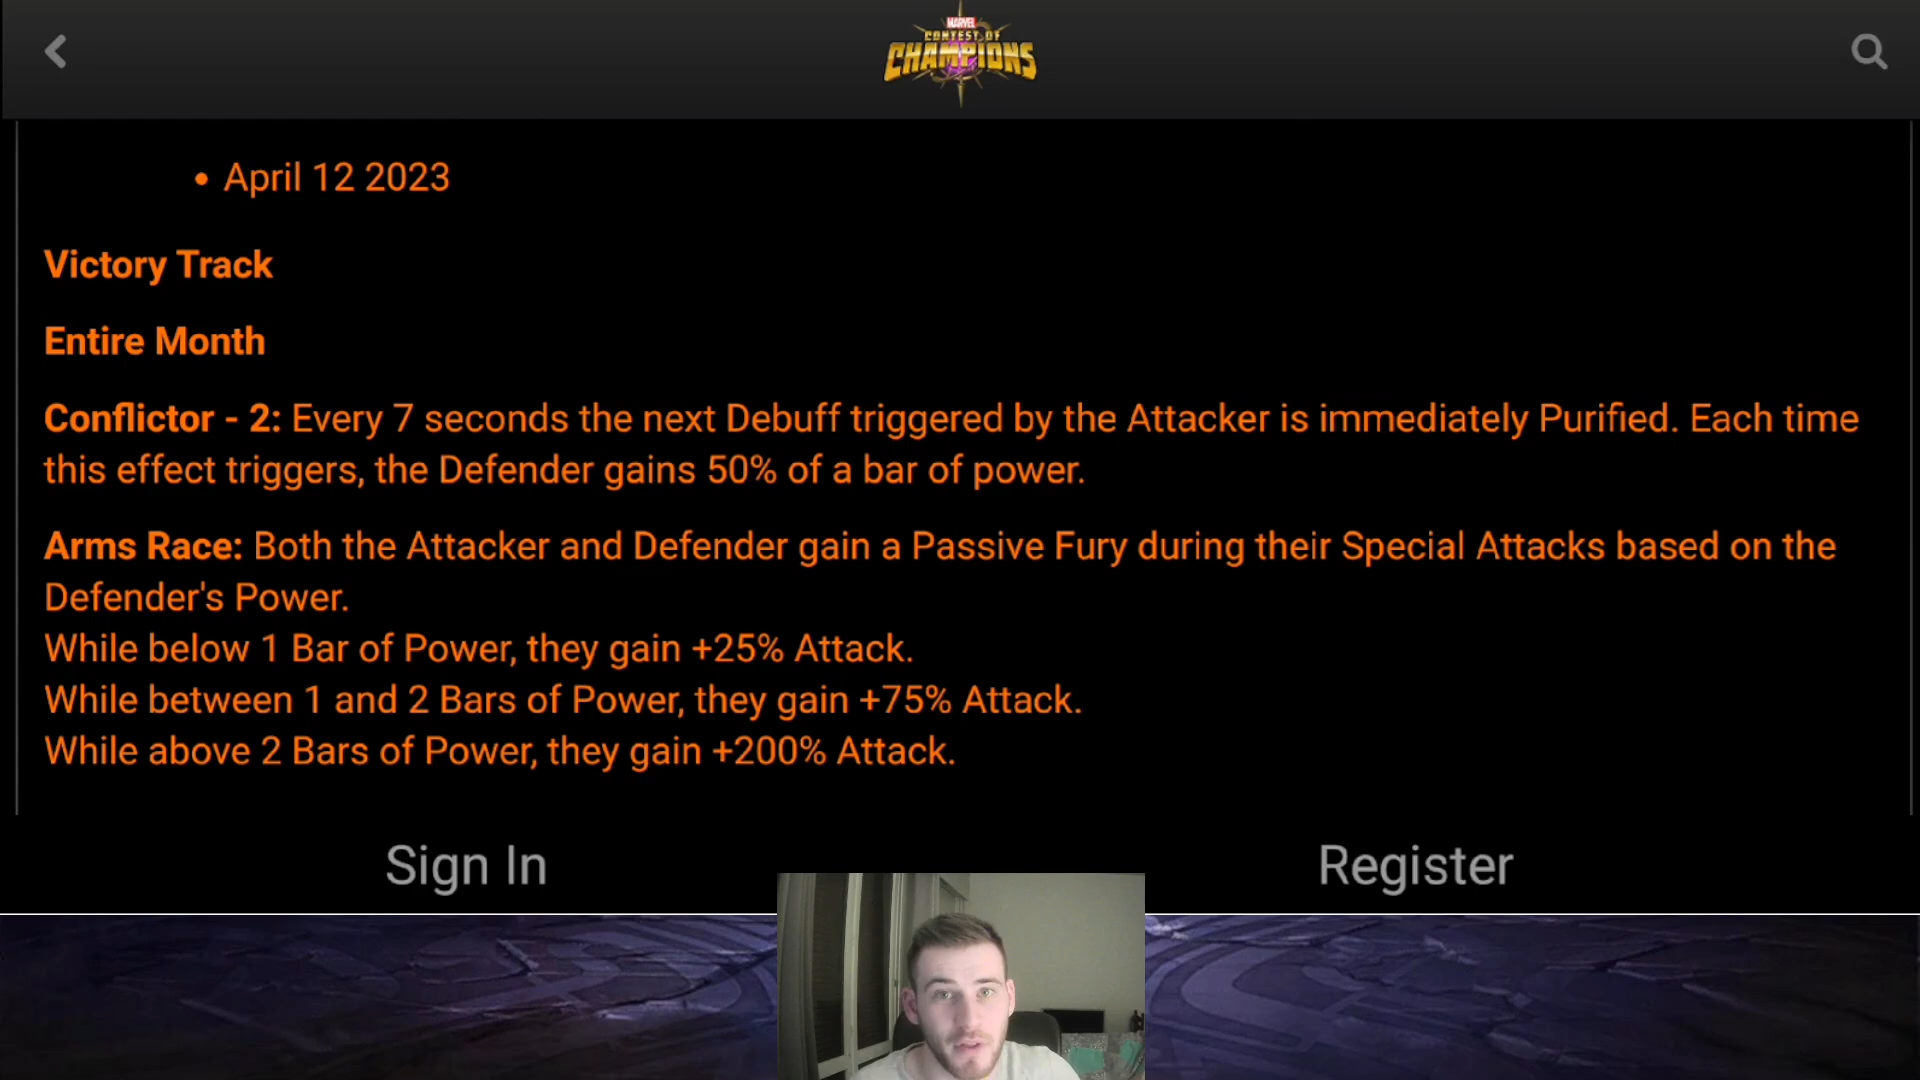 MARVEL
CONTEST OF
CHAMPIONS
• April 12 2023
Victory Track
Entire Month
Conflictor - 2: Every 7 seconds the next Debuff triggered by the Attacker is immediately Purified. Each time
this effect triggers, the Defender gains 50% of a bar of power.
Arms Race: Both the Attacker and Defender gain a Passive Fury during their Special Attacks based on the
Defender's Power.
While below 1 Bar of Power, they gain +25% Attack.
While between 1 and 2 Bars of Power, they gain +75% Attack.
While above 2 Bars of Power, they gain +200% Attack.
Sign In
Register